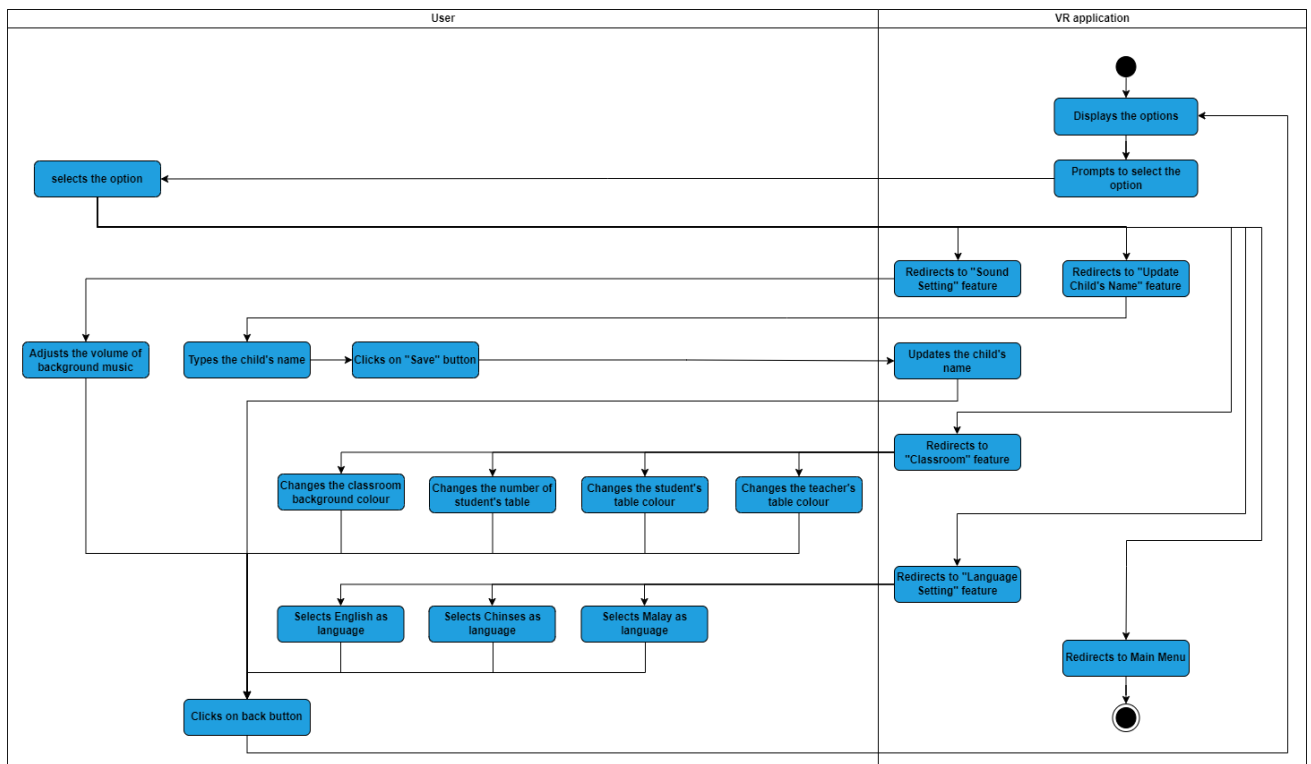 User
VR application
Displays the options
selects the option
Prompts to select the
option
Redirects to "Sound
Setting" feature
Redirects to "Update
Child's Name" feature
Adjusts the volume of
background music
Types the child's name
Clicks on "Save" button
Updates the child's
name
Redirects to
"Classroom" feature
Changes the classroom
background colour
Changes the number of
student's table
Changes the student's
table colour
Changes the teacher's
table colour
Redirects to "Language
Setting" feature
Selects English as
language
Selects Chinses as
language
Selects Malay as
language
Redirects to Main Menu
Clicks on back button